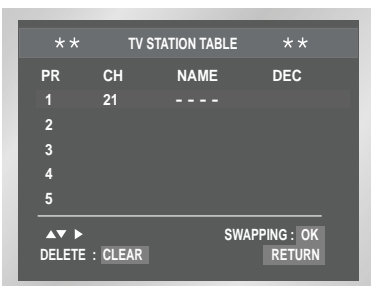 ** TV STATION TABLE **
PR CH NAME DEC
1 21 - - - -
2
3
4
5
▲▼ ▶ SWAPPING : OK
DELETE : CLEAR RETURN